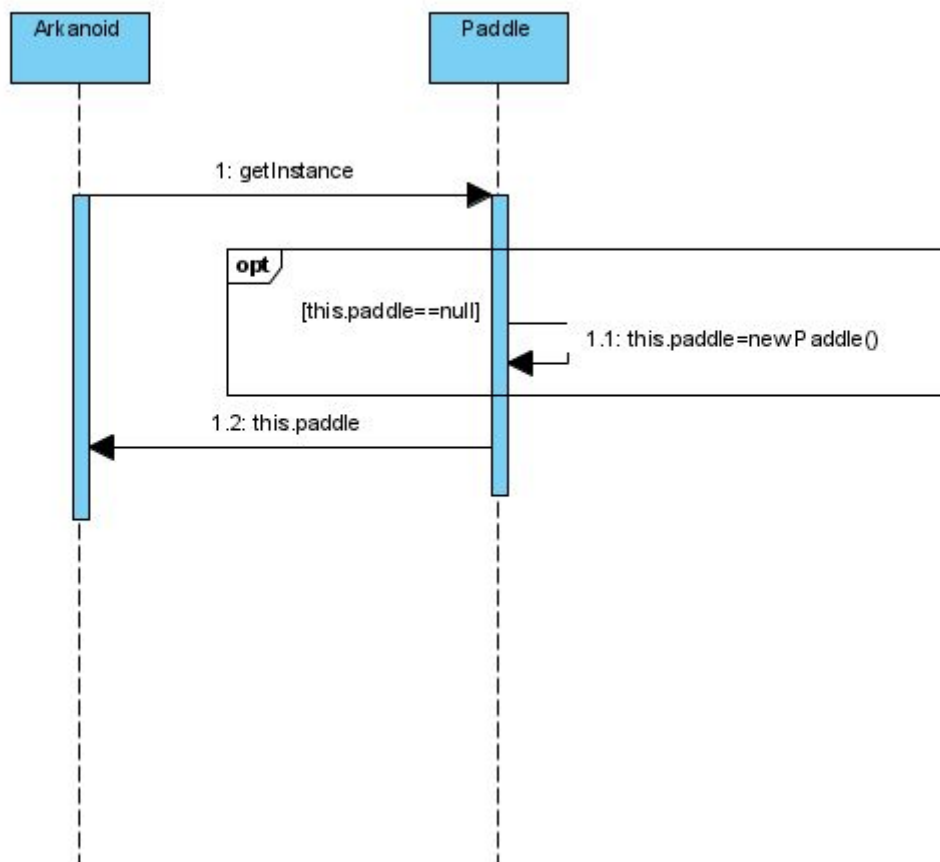 Arkanoid
Paddle
1: getInstance
opt
[this.paddle==null]
1.1: this.paddle=newPaddle()
1.2: this.paddle